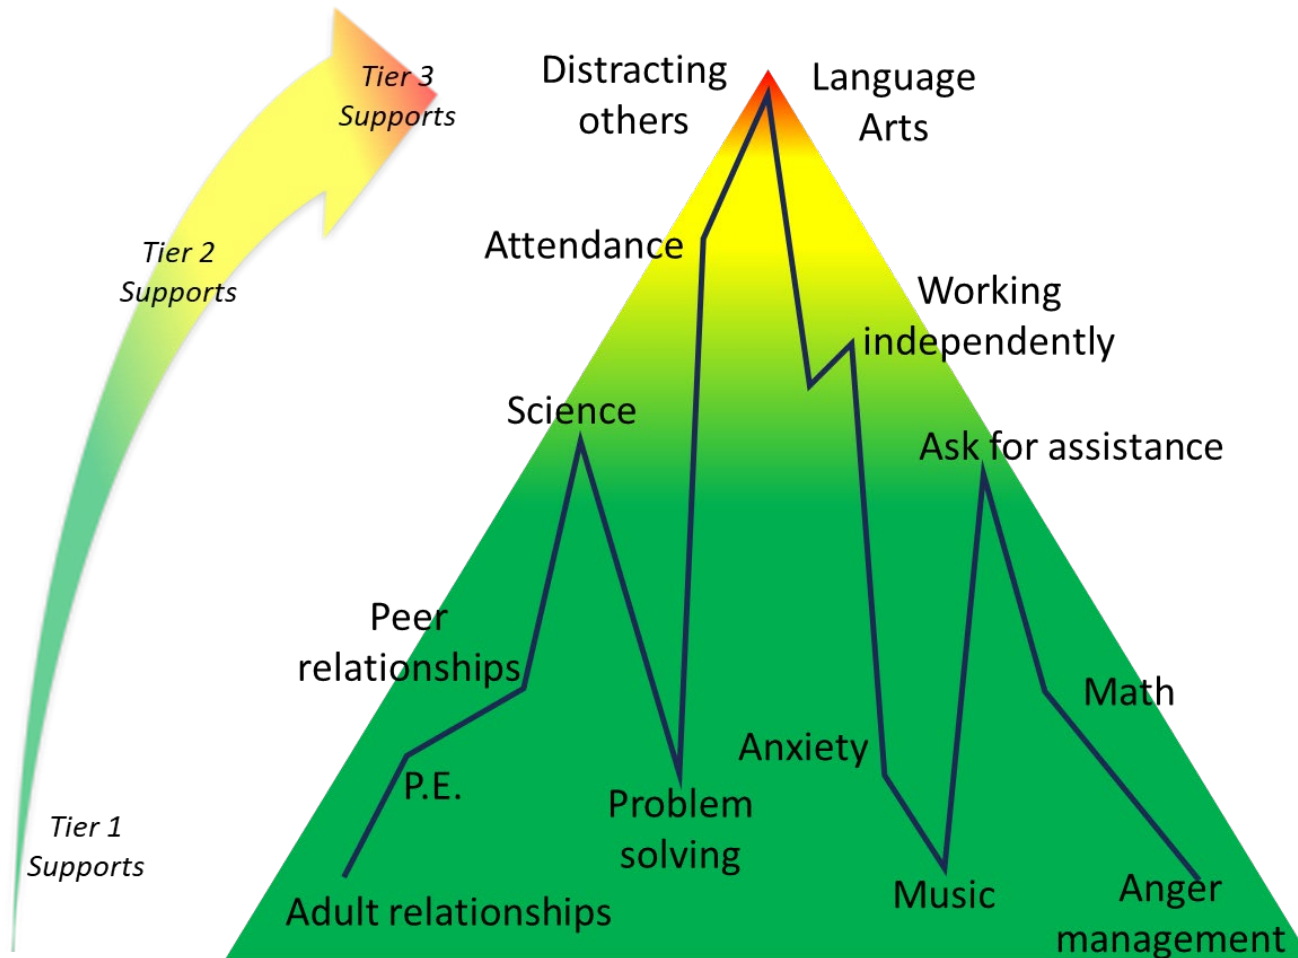 Tier 3
Supports
Distracting
others
Language
Arts
Tier 2
Supports
Attendance
Working
independently
Science
Ask for assistance
Peer
relationships
Math
Anxiety
P.E.
Problem
solving
Tier 1
Supports
Adult relationships
Music
Anger
management